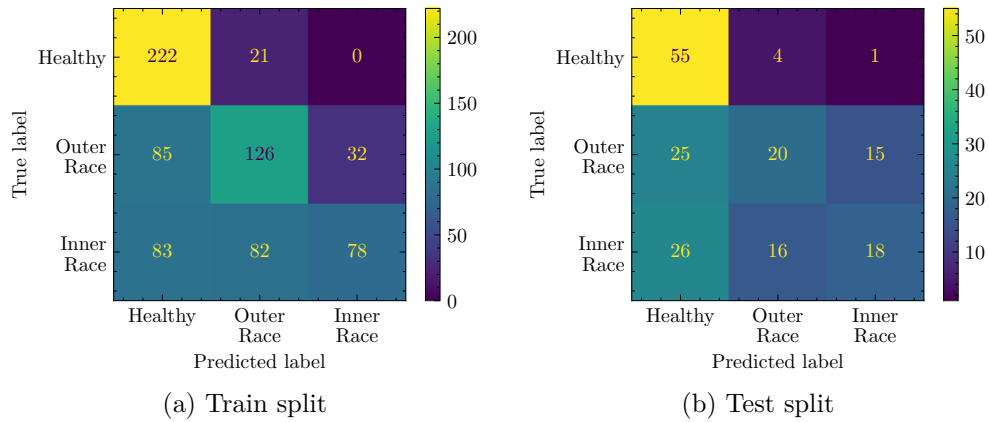 Healthy 222 21 0
Outer
Race 85 126 32
Inner
Race 83 82 78
Healthy Outer
Race Inner
Race
Predicted label
True label
200
150
100
50
0
(a) Train split
Healthy 55 4 1
Outer
Race 25 20 15
Inner
Race 26 16 18
Healthy Outer
Race Inner
Race
Predicted label
True label
50
40
30
20
10
(b) Test split